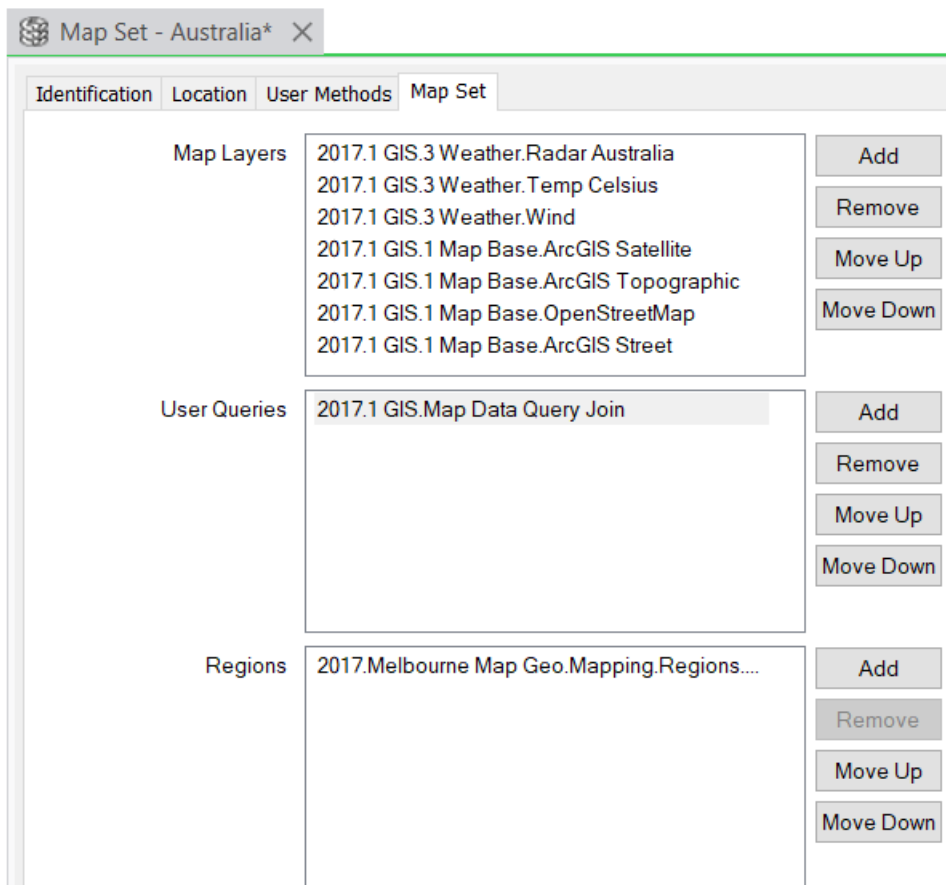 Map Set - Australia*
Identification Location User Methods Map Set
Map Layers
2017.1 GIS.3 Weather.Radar Australia
2017.1 GIS.3 Weather.Temp Celsius
2017.1 GIS.3 Weather.Wind
2017.1 GIS.1 Map Base.ArcGIS Satellite
2017.1 GIS.1 Map Base.ArcGIS Topographic
2017.1 GIS.1 Map Base.OpenStreetMap
2017.1 GIS.1 Map Base.ArcGIS Street
Add
Remove
Move Up
Move Down
User Queries
2017.1 GIS.Map Data Query Join
Add
Remove
Move Up
Move Down
Regions
2017.Melbourne Map Geo.Mapping.Regions....
Add
Remove
Move Up
Move Down